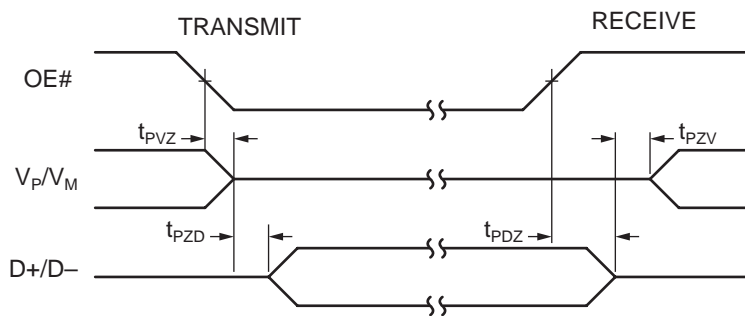 TRANSMIT RECEIVE
OE#
tPVZ tPZV
VP/VM
tPZD tPDZ
D+/D–